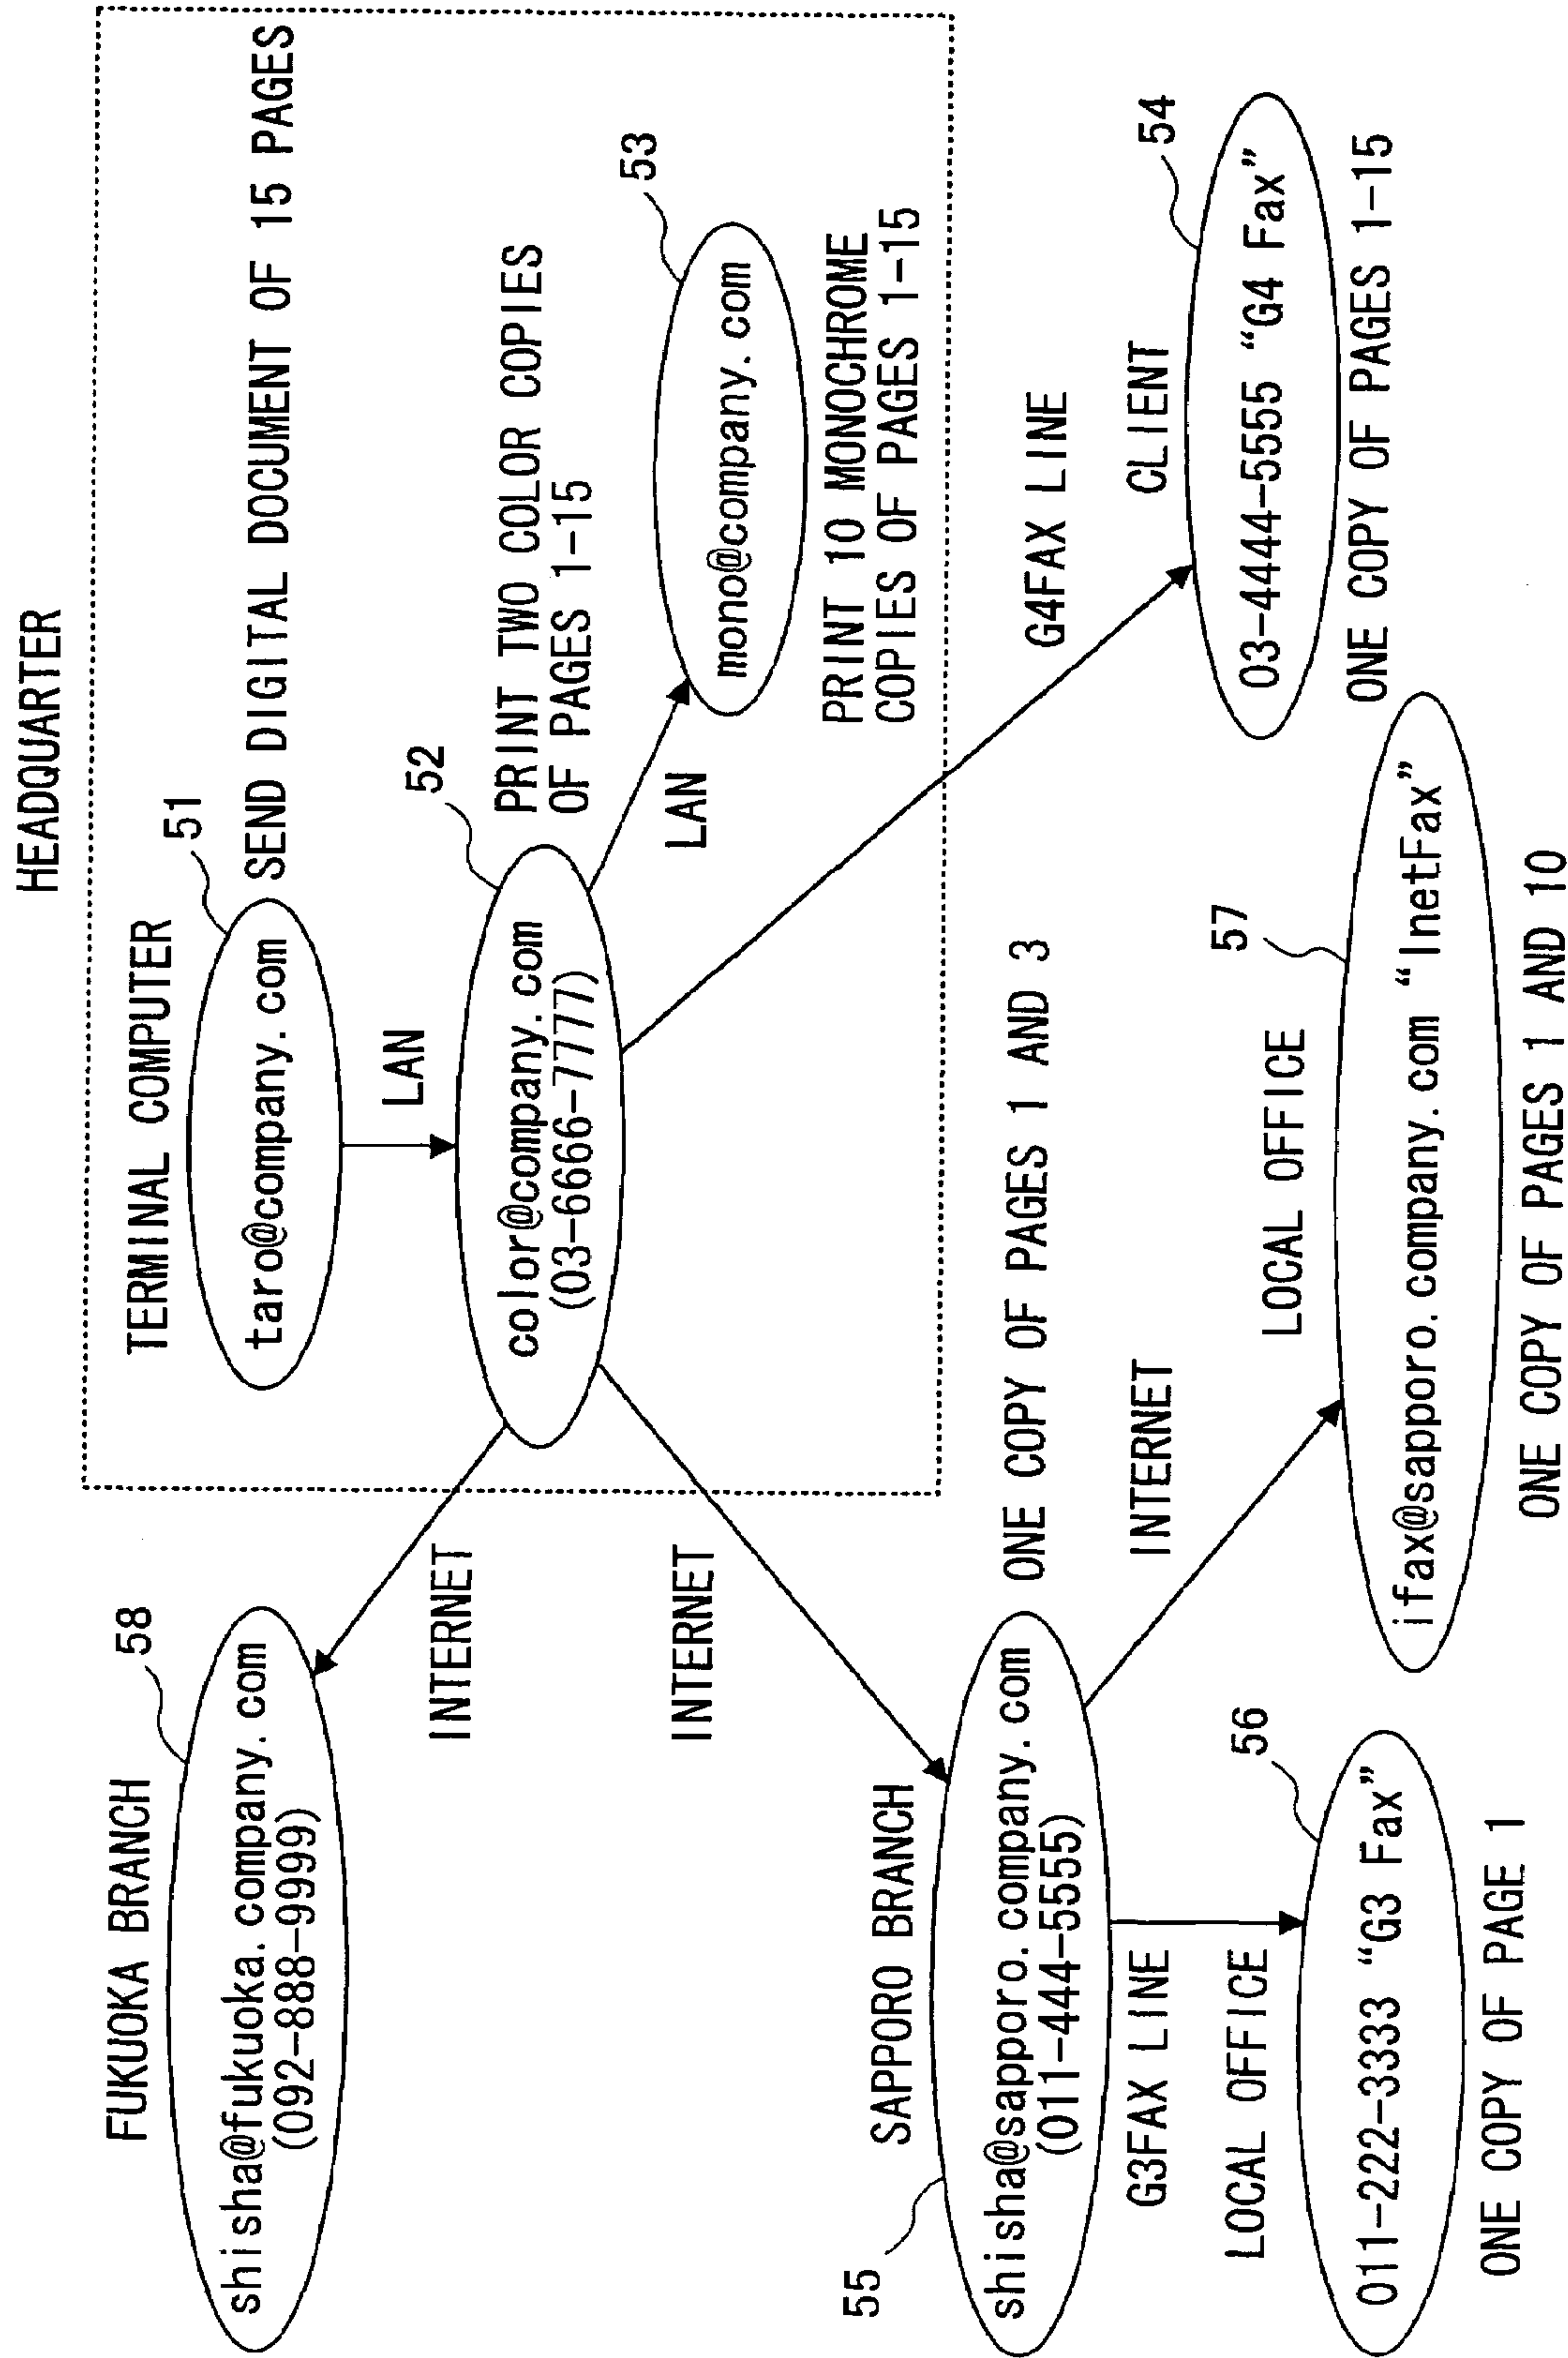 HEADQUARTER
TERMINAL COMPUTER
51
taro@company.com
SEND DIGITAL DOCUMENT OF 15 PAGES
LAN
52
color@company.com
(03-6666-7777)
PRINT TWO COLOR COPIES
OF PAGES 1-15
LAN
53
mono@company.com
PRINT 10 MONOCHROME
COPIES OF PAGES 1-15
FUKUOKA BRANCH
58
shisha@fukuoka.company.com
(092-888-9999)
INTERNET
INTERNET
G4FAX LINE
CLIENT
54
03-4444-5555 “G4 Fax”
ONE COPY OF PAGES 1-15
SAPPORO BRANCH
55
shisha@sapporo.company.com
(011-444-5555)
ONE COPY OF PAGES 1 AND 3
G3FAX LINE
INTERNET
LOCAL OFFICE
56
011-222-3333 “G3 Fax”
ONE COPY OF PAGE 1
LOCAL OFFICE
57
ifax@sapporo.company.com “InetFax”
ONE COPY OF PAGES 1 AND 10